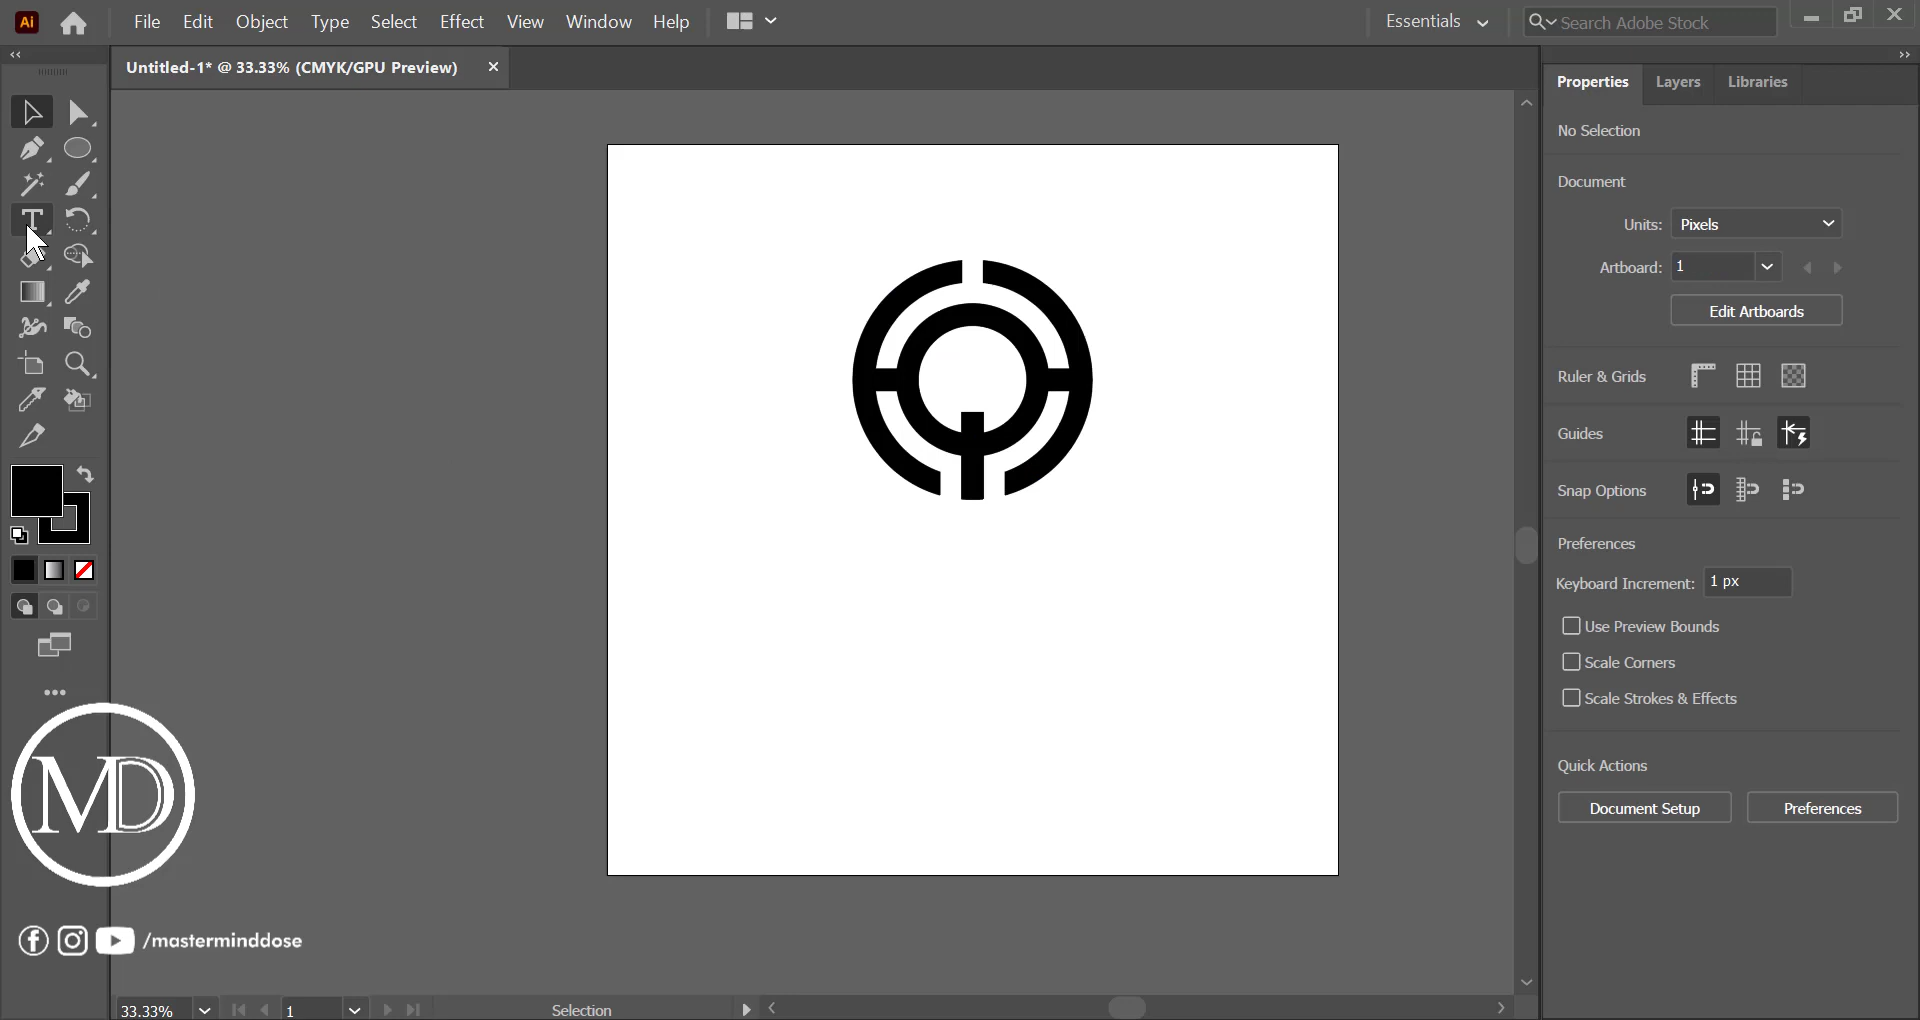 Ai File Edit Object Type Select Effect View Window Help Essentials Search Adobe Stock
Untitled-1* @ 33.33% (CMYK/GPU Preview)
Properties Layers Libraries
No Selection
Document
Units: Pixels
Artboard: 1
Edit Artboards
Ruler & Grids
Guides
Snap Options
Preferences
Keyboard Increment: 1 px
Use Preview Bounds
Scale Corners
Scale Strokes & Effects
Quick Actions
Document Setup Preferences
MD
/masterminddose
33.33% 1 Selection